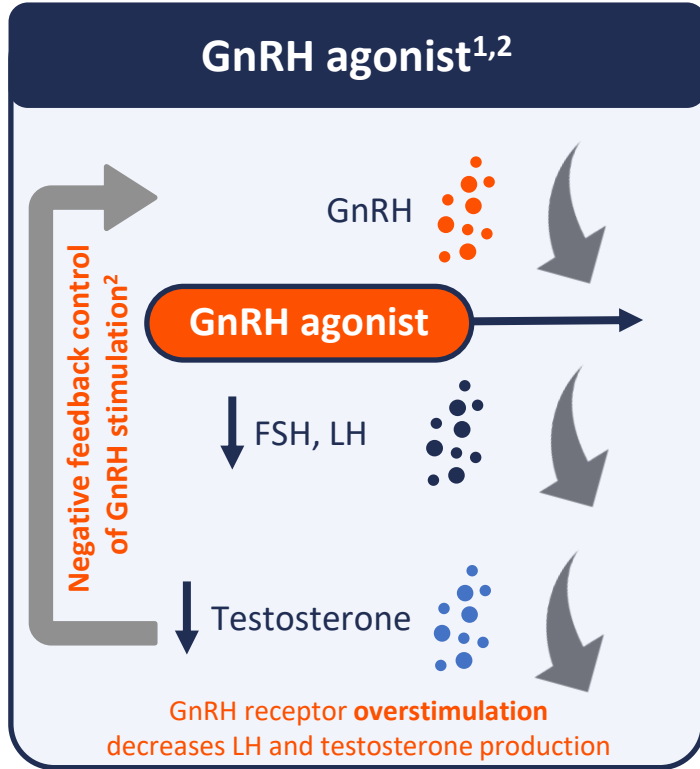 GnRH agonist¹,²
GnRH
GnRH agonist
Negative feedback control
of GnRH stimulation²
FSH, LH
Testosterone
GnRH receptor overstimulation
decreases LH and testosterone production